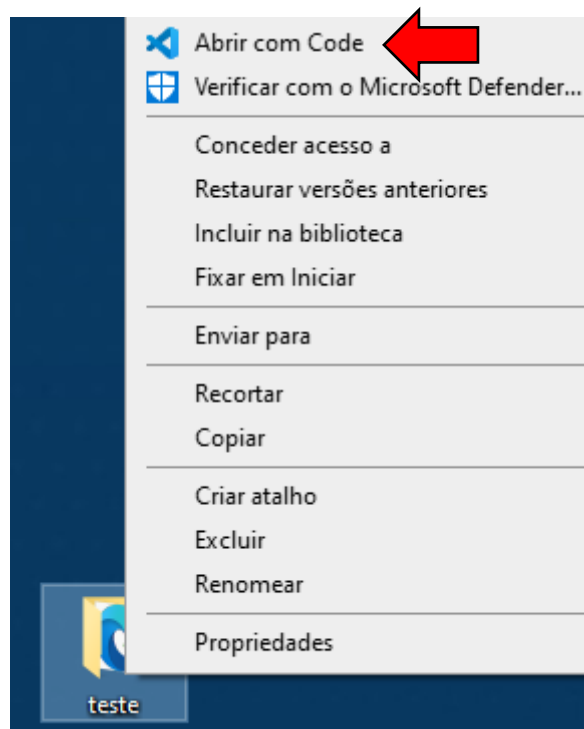 Abrir com Code
Verificar com o Microsoft Defender...
Conceder acesso a
Restaurar versões anteriores
Incluir na biblioteca
Fixar em Iniciar
Enviar para
Recortar
Copiar
Criar atalho
Excluir
Renomear
Propriedades
teste